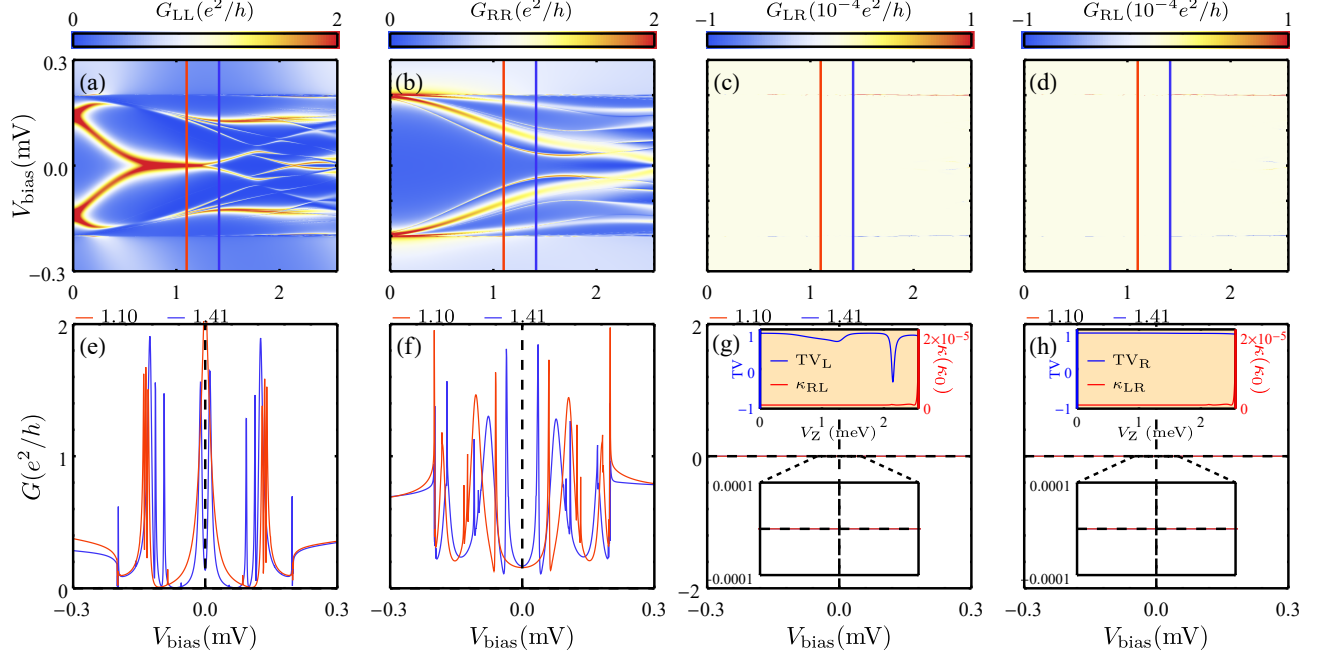 G_LL(e²/h) G_RR(e²/h) G_LR(10⁻⁴e²/h) G_RL(10⁻⁴e²/h)
0 2 0 2 −1 1 −1 1
(a) (b) (c) (d)
V_bias(mV)
0.3
0.0
−0.3
0 1 2 0 1 2 0 1 2 3 0 1 2 3
1.10 1.41 1.10 1.41 1.10 1.41 1.10 1.41
(e) (f) (g) (h)
G(e²/h)
2
1
0
−0.3 0.0 0.3 −0.3 0.0 0.3 −0.3 0.0 0.3 −0.3 0.0 0.3
V_bias(mV) V_bias(mV) V_bias(mV) V_bias(mV)
2
0
−2
TV
1
0
−1
TV_L
κ_RL
2×10⁻⁵
0
κ(κ0)
0 1 2
V_Z (meV)
0.0001
−0.0001
TV
1
0
−1
TV_R
κ_LR
2×10⁻⁵
0
κ(κ0)
0 1 2
V_Z (meV)
0.0001
−0.0001